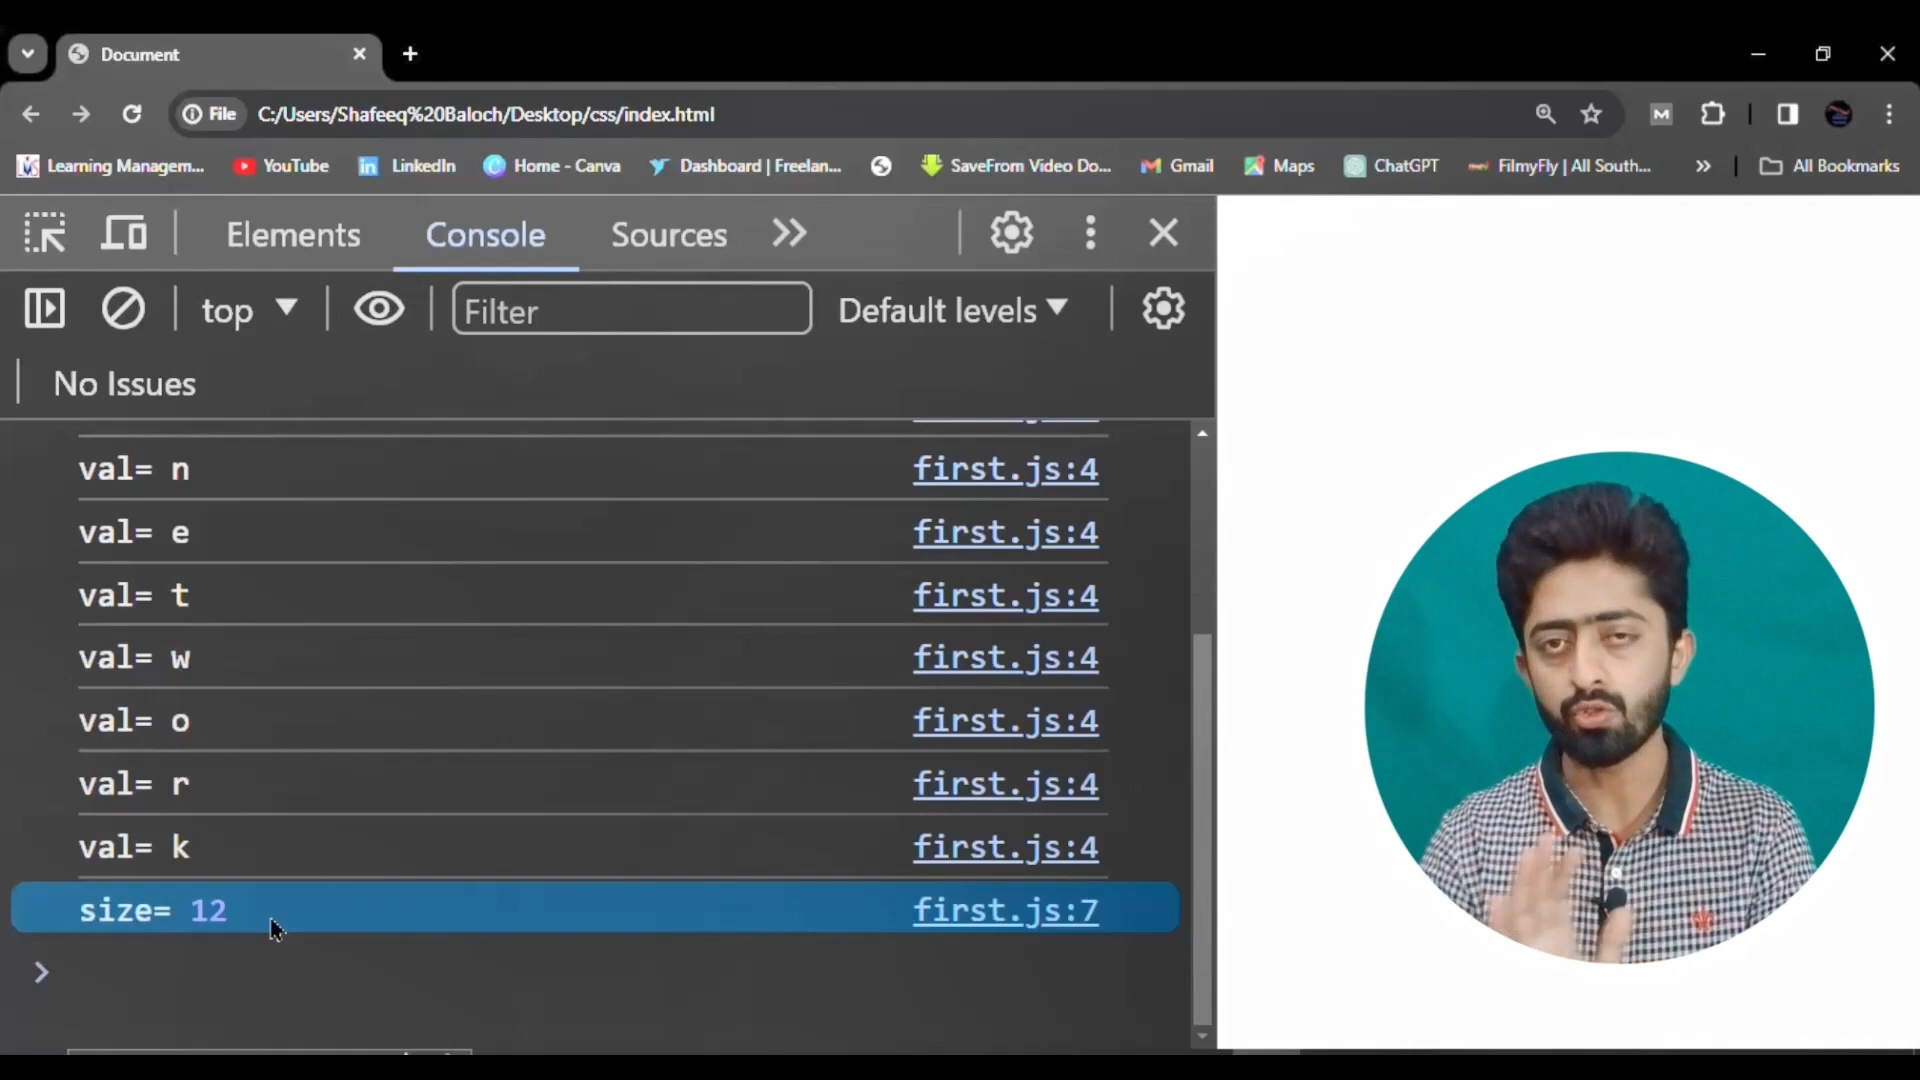 Document
File C:/Users/Shafeeq%20Baloch/Desktop/css/index.html
Learning Managem... YouTube LinkedIn Home - Canva Dashboard | Freelan... SaveFrom Video Do... Gmail Maps ChatGPT FilmyFly | All South... All Bookmarks
Elements Console Sources
top Filter Default levels
No Issues
val= n first.js:4
val= e first.js:4
val= t first.js:4
val= w first.js:4
val= o first.js:4
val= r first.js:4
val= k first.js:4
size= 12 first.js:7